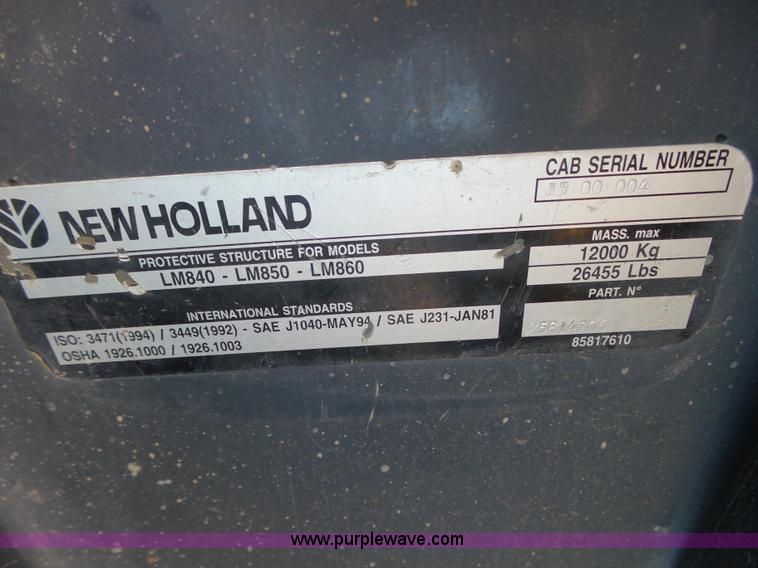 NEW HOLLAND
CAB SERIAL NUMBER
00 004
PROTECTIVE STRUCTURE FOR MODELS
LM840 - LM850 - LM860
MASS. max
12000 Kg
26455 Lbs
INTERNATIONAL STANDARDS
ISO: 3471(1994) / 3449(1992) - SAE J1040-MAY94 / SAE J231-JAN81
OSHA 1926.1000 / 1926.1003
PART. N°
85817610
www.purplewave.com